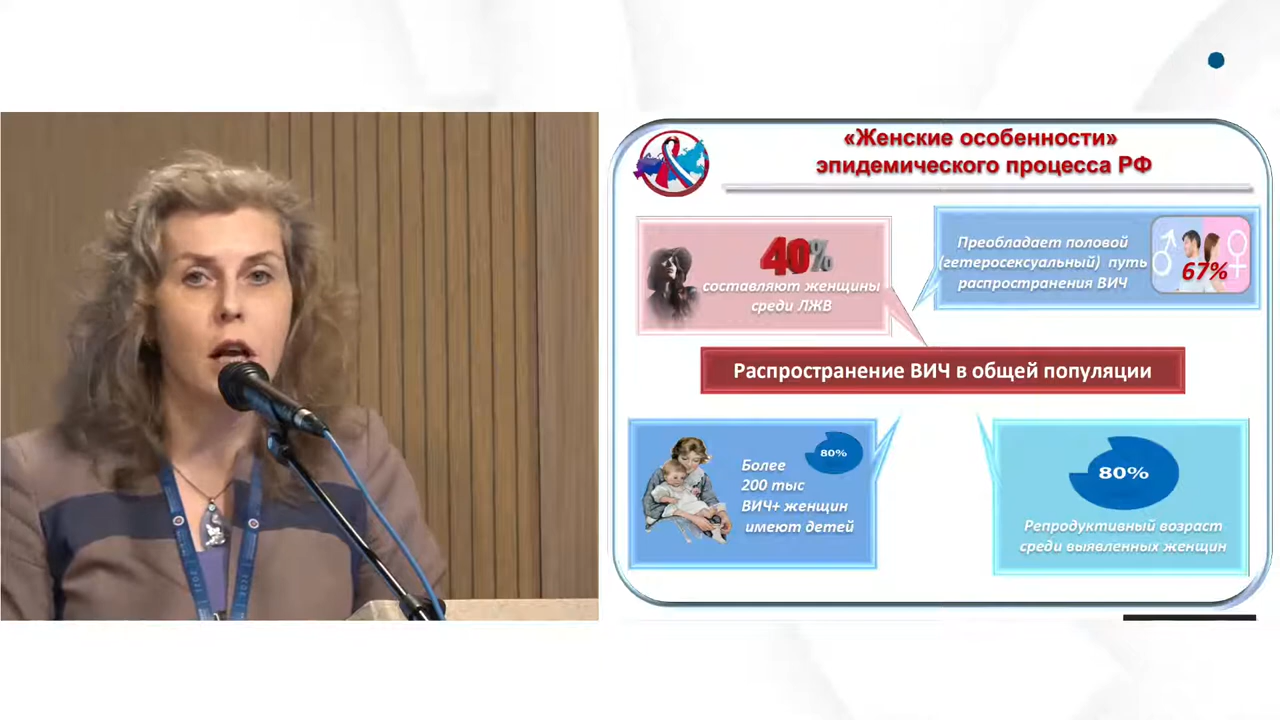 «Женские особенности»
эпидемического процесса РФ
40%
составляют женщины
среди ЛЖВ
Преобладает половой
(гетеросексуальный) путь
распространения ВИЧ
67%
Распространение ВИЧ в общей популяции
80%
Более
200 тыс
ВИЧ+ женщин
имеют детей
80%
Репродуктивный возраст
среди выявленных женщин